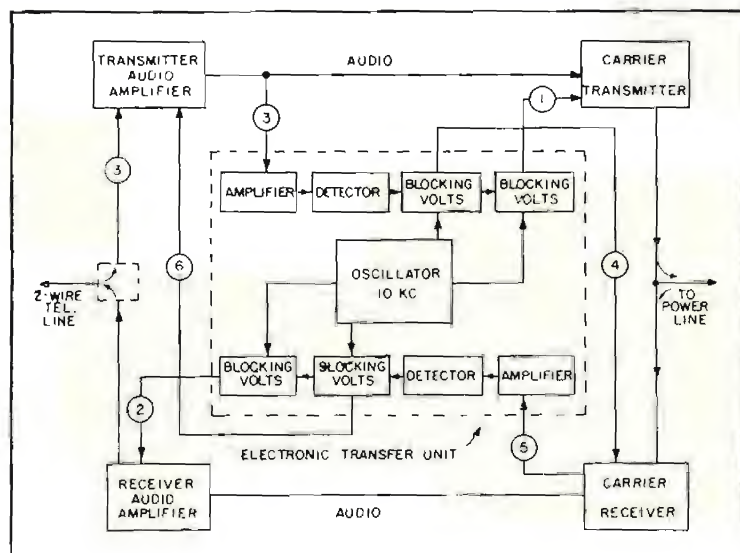 TRANSMITTER
AUDIO
AMPLIFIER
AUDIO
CARRIER
TRANSMITTER
1
3
3
AMPLIFIER
DETECTOR
BLOCKING
VOLTS
BLOCKING
VOLTS
6
4
OSCILLATOR
10 KC
2-WIRE
TEL.
LINE
TO
POWER
LINE
BLOCKING
VOLTS
BLOCKING
VOLTS
DETECTOR
AMPLIFIER
2
5
ELECTRONIC TRANSFER UNIT
RECEIVER
AUDIO
AMPLIFIER
AUDIO
CARRIER
RECEIVER